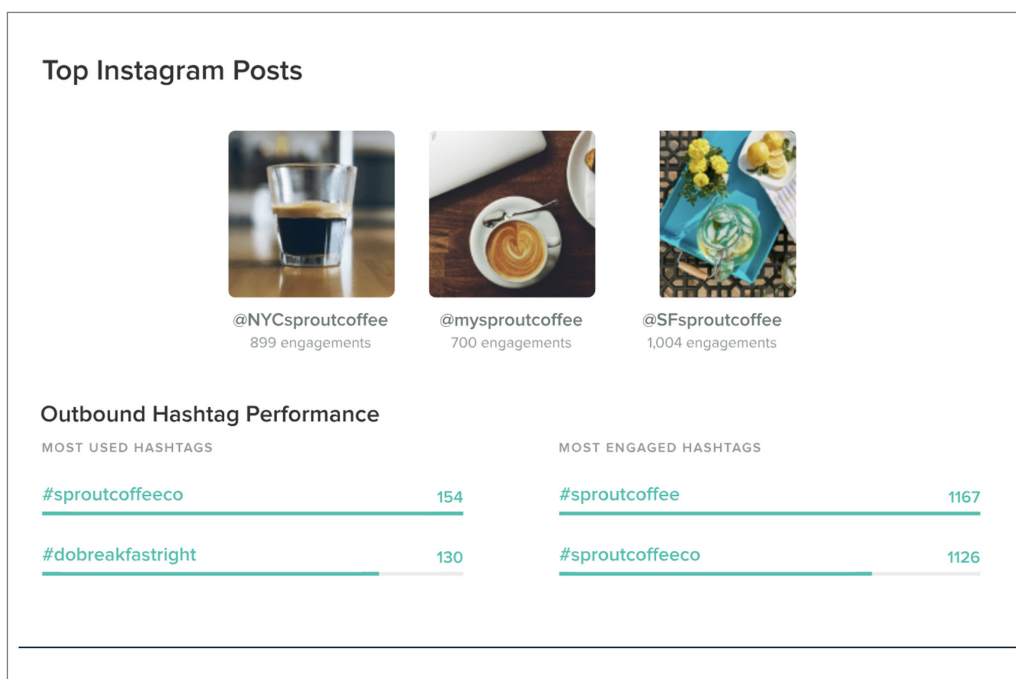 Top Instagram Posts
@NYCsproutcoffee
899 engagements
@mysproutcoffee
700 engagements
@SFsproutcoffee
1,004 engagements
Outbound Hashtag Performance
MOST USED HASHTAGS
#sproutcoffeeco 154
#dobreakfastright 130
MOST ENGAGED HASHTAGS
#sproutcoffee 1167
#sproutcoffeeco 1126